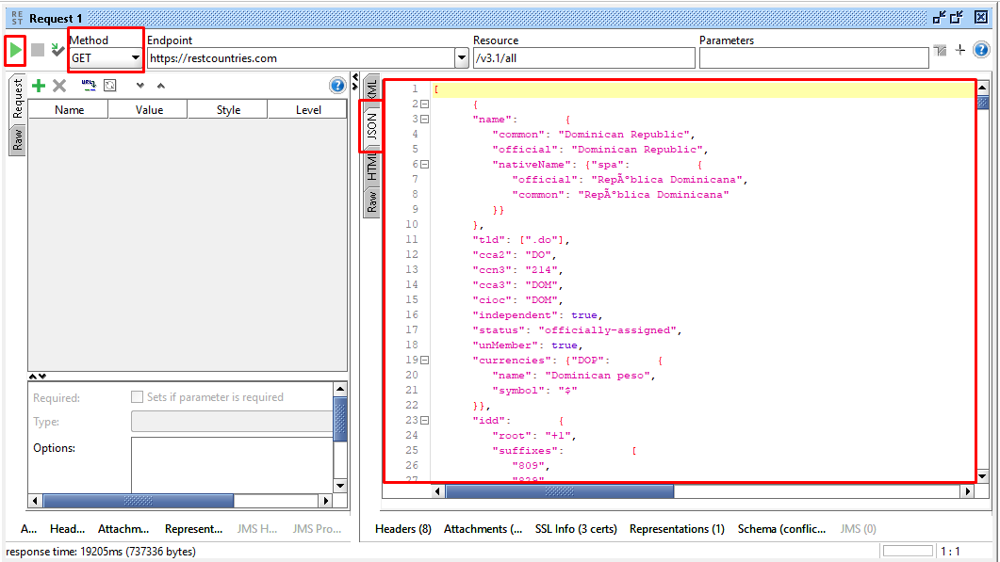 RE
ST
Request 1
Method
Endpoint
Resource
Parameters
GET
https://restcountries.com
/v3.1/all
Request
Raw
Name
Value
Style
Level
Required:
Sets if parameter is required
Type:
Options:
XML
JSON
HTML
Raw
1 [
2 {
3 "name": {
4 "common": "Dominican Republic",
5 "official": "Dominican Republic",
6 "nativeName": {"spa": {
7 "official": "RepÃºblica Dominicana",
8 "common": "RepÃºblica Dominicana"
9 }}
10 },
11 "tld": [".do"],
12 "cca2": "DO",
13 "ccn3": "214",
14 "cca3": "DOM",
15 "cioc": "DOM",
16 "independent": true,
17 "status": "officially-assigned",
18 "unMember": true,
19 "currencies": {"DOP": {
20 "name": "Dominican peso",
21 "symbol": "$"
22 }},
23 "idd": {
24 "root": "+1",
25 "suffixes": [
26 "809",
27 "829",
A... Head... Attachm... Represent... JMS H... JMS Pro...
Headers (8) Attachments (... SSL Info (3 certs) Representations (1) Schema (conflic... JMS (0)
response time: 19205ms (737336 bytes)
1 : 1